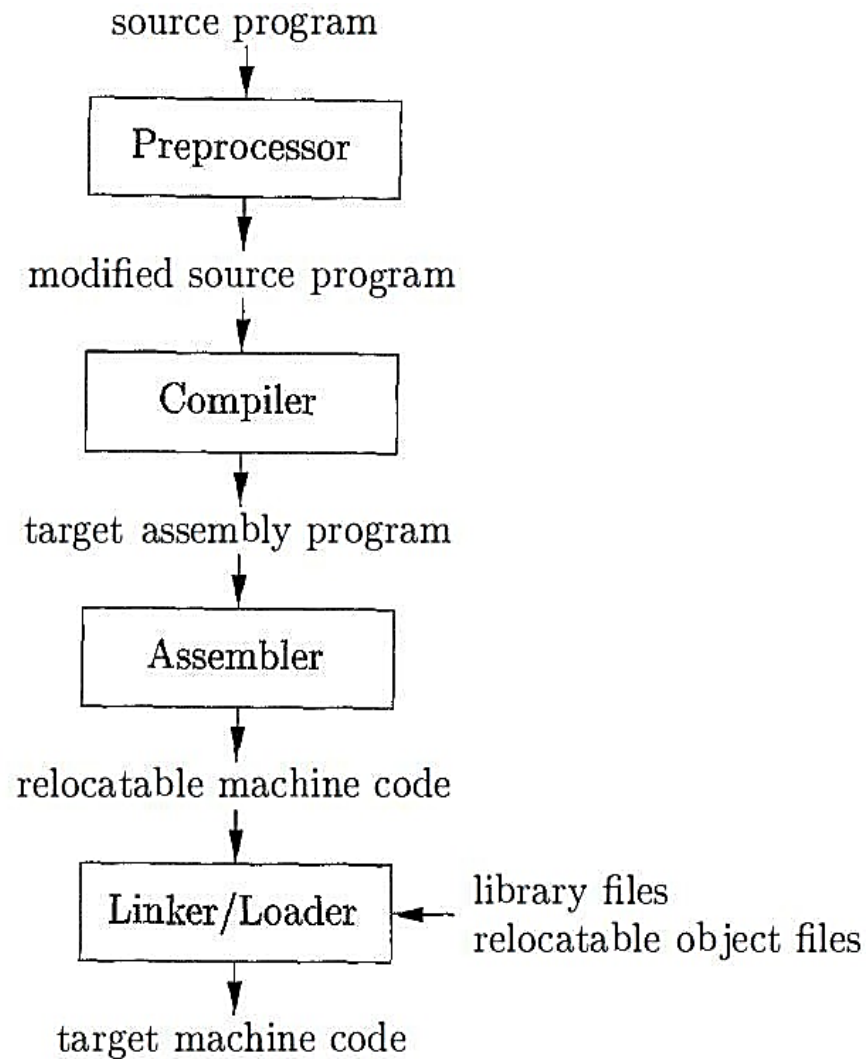 source program
Preprocessor
modified source program
Compiler
target assembly program
Assembler
relocatable machine code
Linker/Loader
library files
relocatable object files
target machine code